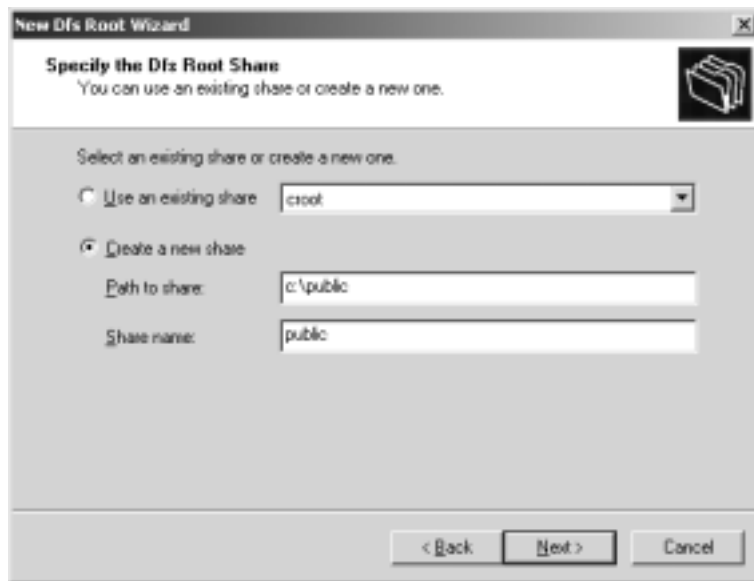 New Dfs Root Wizard
Specify the Dfs Root Share
You can use an existing share or create a new one.
Select an existing share or create a new one.
Use an existing share croot
Create a new share
Path to share: c:\public
Share name: public
< Back Next > Cancel